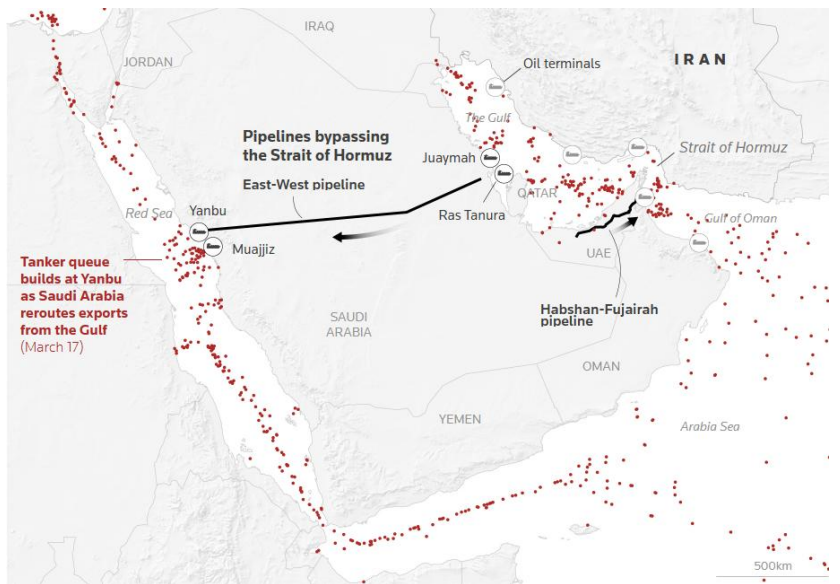 IRAQ
JORDAN
IRAN
Oil terminals
The Gulf
Pipelines bypassing
the Strait of Hormuz
Juaymah
Strait of Hormuz
East-West pipeline
QATAR
Ras Tanura
Red Sea
Yanbu
Gulf of Oman
Muajjiz
UAE
Tanker queue
builds at Yanbu
as Saudi Arabia
reroutes exports
from the Gulf
(March 17)
Habshan-Fujairah
pipeline
SAUDI
ARABIA
OMAN
YEMEN
Arabia Sea
500km